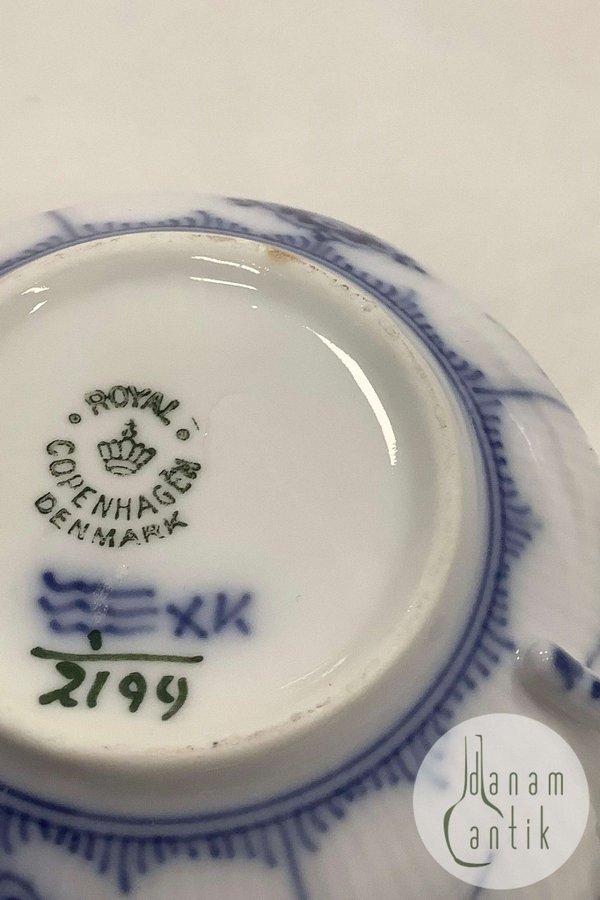 ROYAL
COPENHAGEN
DENMARK
XK
1
2199
danam
antik